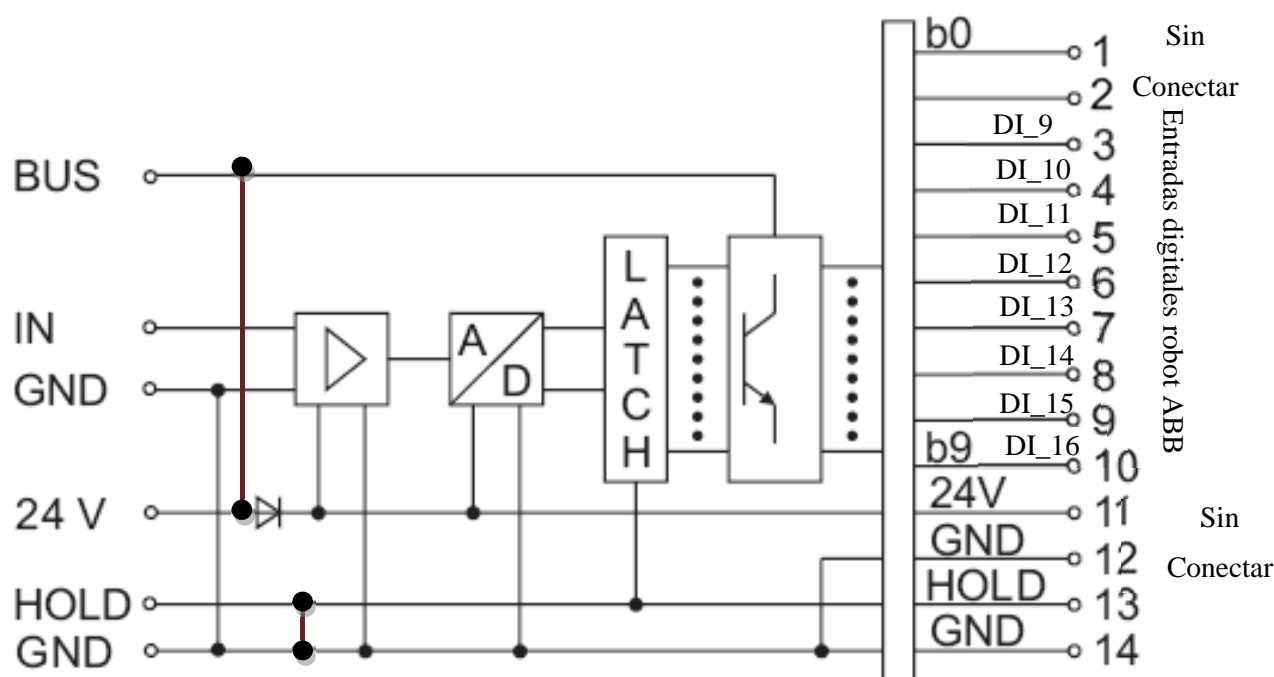 BUS
IN
GND
24 V
HOLD
GND
A
D
L
A
T
C
H
b0
1
Sin
2
Conectar
DI_9
3
DI_10
4
DI_11
5
DI_12
6
DI_13
7
DI_14
8
DI_15
9
b9
DI_16
10
Entradas digitales robot ABB
24V
11
Sin
GND
12
Conectar
HOLD
13
GND
14